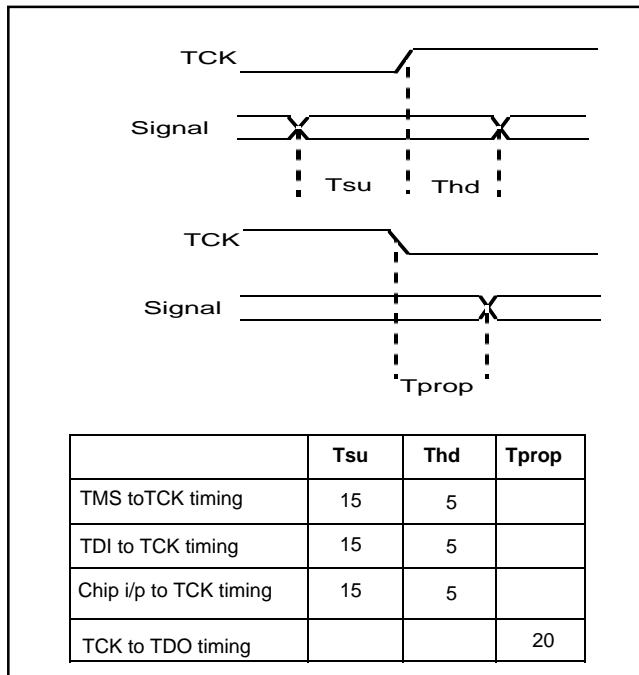 TCK
Signal
Tsu Thd
TCK
Signal
Tprop
Tsu Thd Tprop
TMS toTCK timing 15 5
TDI to TCK timing 15 5
Chip i/p to TCK timing 15 5
TCK to TDO timing 20